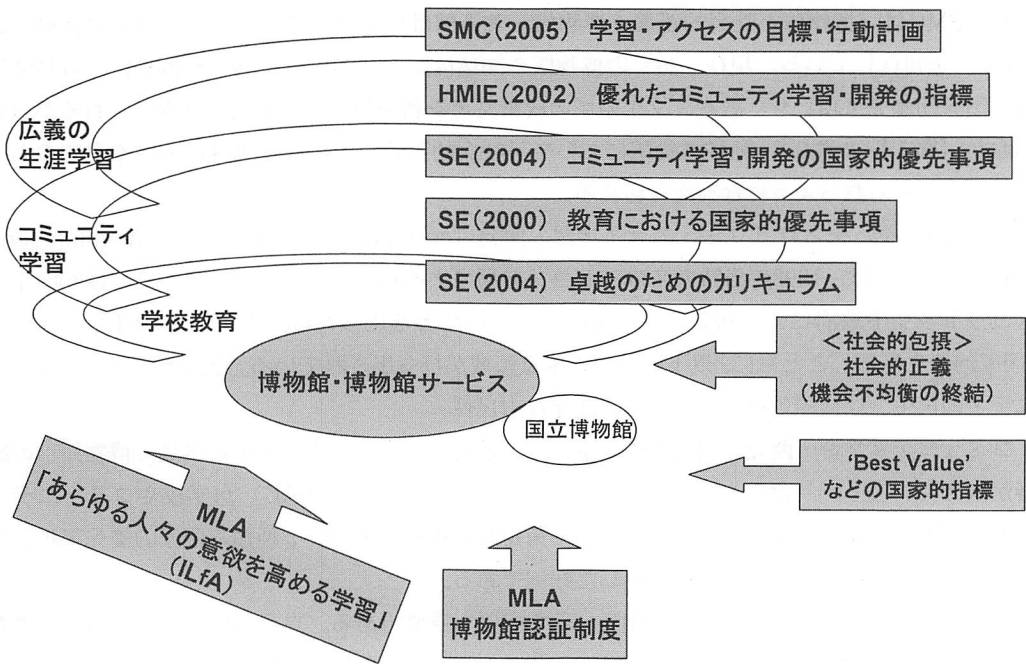 SMC(2005) 学習・アクセスの目標・行動計画
HMIE(2002) 優れたコミュニティ学習・開発の指標
広義の
生涯学習
SE(2004) コミュニティ学習・開発の国家的優先事項
SE(2000) 教育における国家的優先事項
コミュニティ
学習
SE(2004) 卓越のためのカリキュラム
学校教育
<社会的包摂>
社会的正義
(機会不均衡の終結)
博物館・博物館サービス
国立博物館
'Best Value'
などの国家的指標
MLA
「あらゆる人々の意欲を高める学習」
(ILfA)
MLA
博物館認証制度